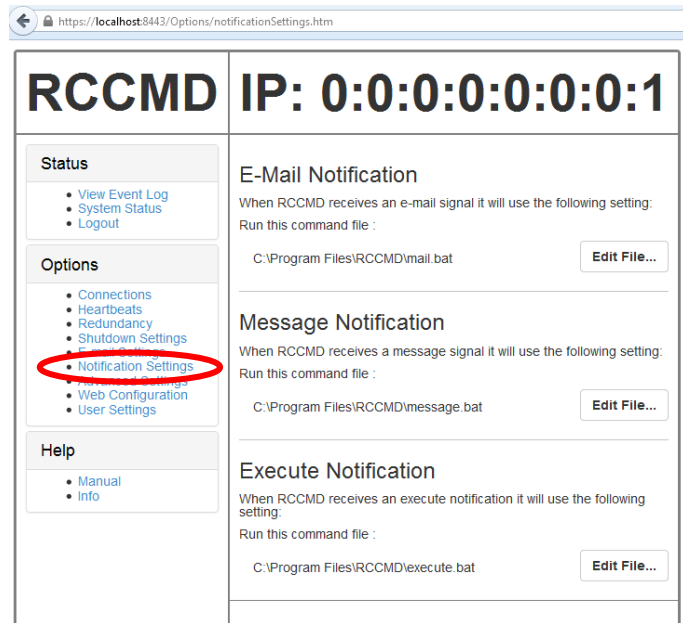 https://localhost:8443/Options/notificationSettings.htm
RCCMD
IP: 0:0:0:0:0:0:0:1
Status
View Event Log
System Status
Logout
Options
Connections
Heartbeats
Redundancy
Shutdown Settings
E-mail Settings
Notification Settings
Advanced Settings
Web Configuration
User Settings
Help
Manual
Info
E-Mail Notification
When RCCMD receives an e-mail signal it will use the following setting:
Run this command file :
C:\Program Files\RCCMD\mail.bat
Edit File...
Message Notification
When RCCMD receives a message signal it will use the following setting:
Run this command file :
C:\Program Files\RCCMD\message.bat
Edit File...
Execute Notification
When RCCMD receives an execute notification it will use the following
setting:
Run this command file :
C:\Program Files\RCCMD\execute.bat
Edit File...